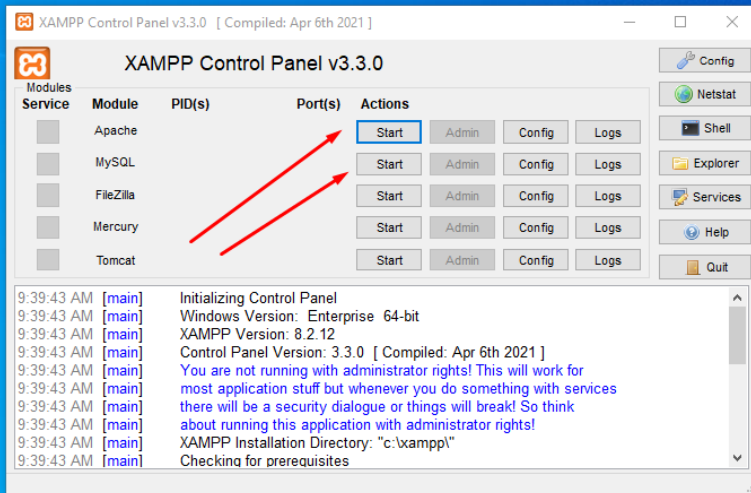 XAMPP Control Panel v3.3.0 [ Compiled: Apr 6th 2021 ]
XAMPP Control Panel v3.3.0
Config
Modules
Service Module PID(s) Port(s) Actions
Netstat
Apache Start Admin Config Logs
Shell
MySQL Start Admin Config Logs
Explorer
FileZilla Start Admin Config Logs
Services
Mercury Start Admin Config Logs
Help
Tomcat Start Admin Config Logs
Quit
9:39:43 AM [main] Initializing Control Panel
9:39:43 AM [main] Windows Version: Enterprise 64-bit
9:39:43 AM [main] XAMPP Version: 8.2.12
9:39:43 AM [main] Control Panel Version: 3.3.0 [ Compiled: Apr 6th 2021 ]
9:39:43 AM [main] You are not running with administrator rights! This will work for
9:39:43 AM [main] most application stuff but whenever you do something with services
9:39:43 AM [main] there will be a security dialogue or things will break! So think
9:39:43 AM [main] about running this application with administrator rights!
9:39:43 AM [main] XAMPP Installation Directory: "c:\xampp\"
9:39:43 AM [main] Checking for prerequisites